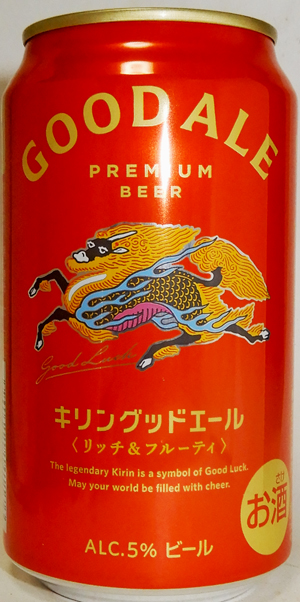 GOOD ALE
PREMIUM
BEER
Good Luck
キリングッドエール
〈リッチ&フルーティ〉
The legendary Kirin is a symbol of Good Luck.
May your world be filled with cheer.
さけ
お酒
ALC.5% ビール